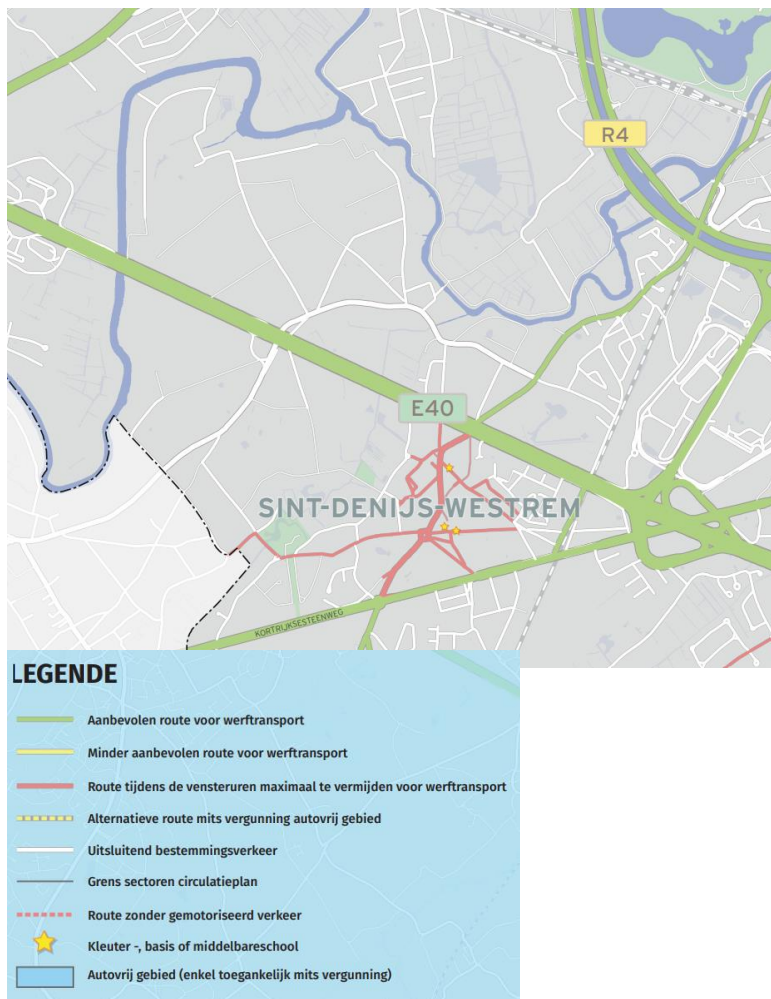 R4
E40
SINT-DENIJS-WESTREM
KORTRIJKSESTEENWEG
LEGENDE
Aanbevolen route voor werftransport
Minder aanbevolen route voor werftransport
Route tijdens de vensteruren maximaal te vermijden voor werftransport
Alternatieve route mits vergunning autovrij gebied
Uitsluitend bestemmingsverkeer
Grens sectoren circulatieplan
Route zonder gemotoriseerd verkeer
Kleuter -, basis of middelbareschool
Autovrij gebied (enkel toegankelijk mits vergunning)